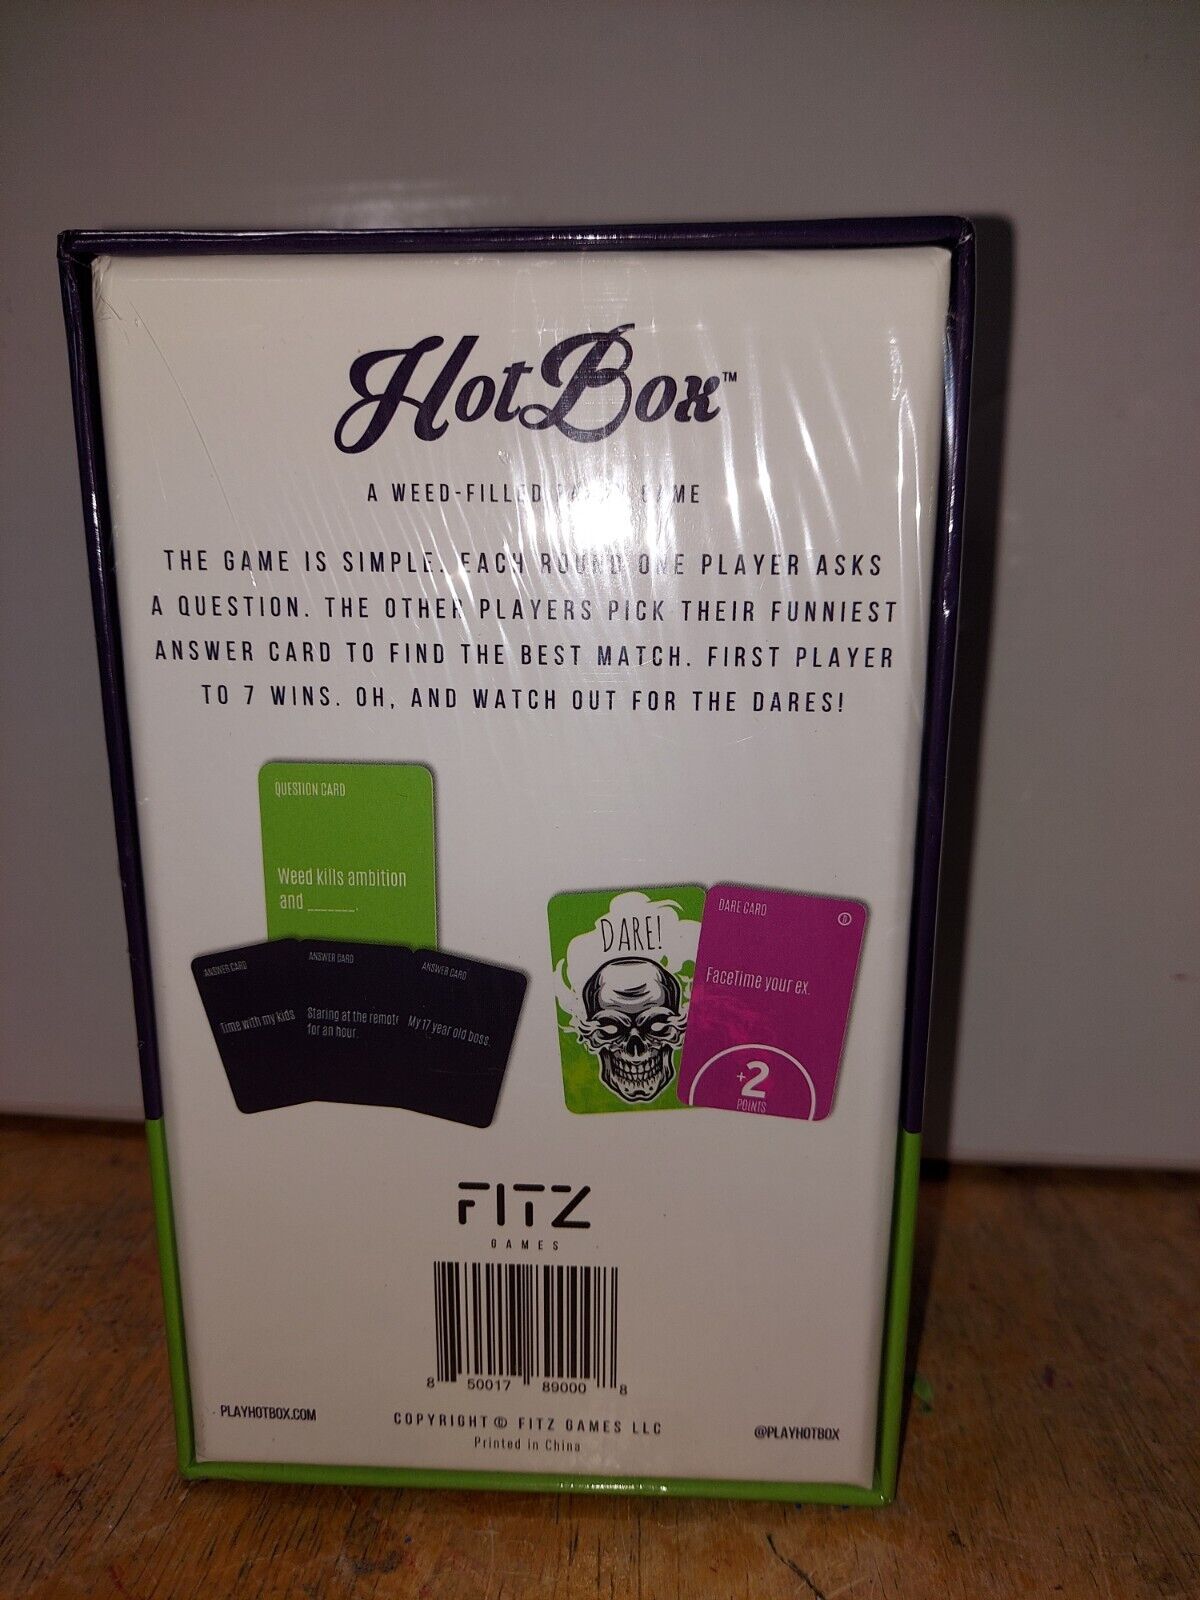 HotBox™
A WEED-FILLED PARTY GAME
THE GAME IS SIMPLE. EACH ROUND ONE PLAYER ASKS
A QUESTION. THE OTHER PLAYERS PICK THEIR FUNNIEST
ANSWER CARD TO FIND THE BEST MATCH. FIRST PLAYER
TO 7 WINS. OH, AND WATCH OUT FOR THE DARES!
QUESTION CARD
Weed kills ambition
and _______.
ANSWER CARD
Time with my kids
ANSWER CARD
Staring at the remote
for an hour.
ANSWER CARD
My 17 year old boss.
DARE!
DARE CARD
D
FaceTime your ex.
+2
POINTS
FITZ
GAMES
8 50017 89000 8
PLAYHOTBOX.COM
COPYRIGHT © FITZ GAMES LLC
Printed in China
@PLAYHOTBOX